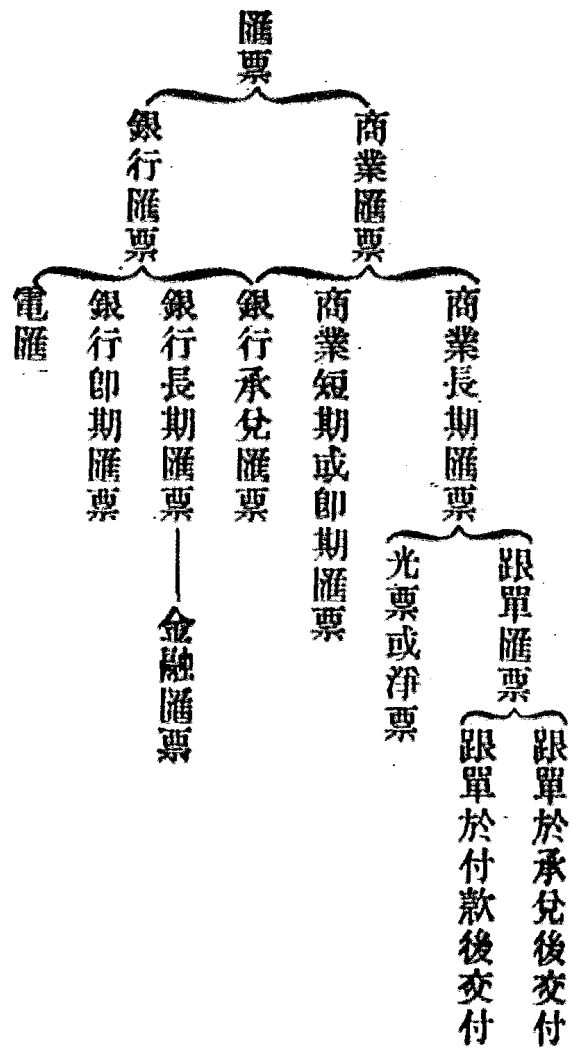 匯票
商業匯票
銀行匯票
商業長期匯票
商業短期或卽期匯票
銀行承兌匯票
銀行長期匯票
銀行卽期匯票
電匯
跟單匯票
光票或淨票
金融匯票
跟單於承兌後交付
跟單於付款後交付